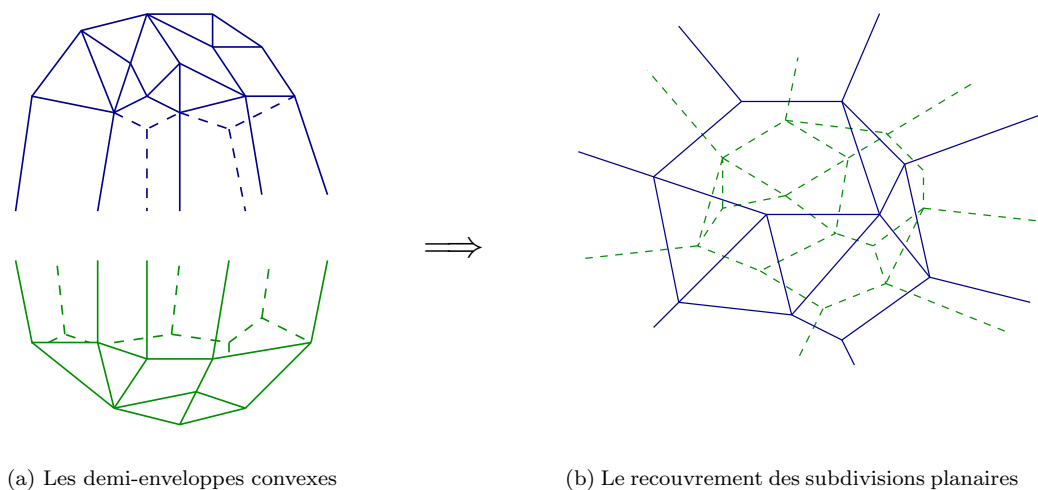 (a) Les demi-enveloppes convexes
(b) Le recouvrement des subdivisions planaires